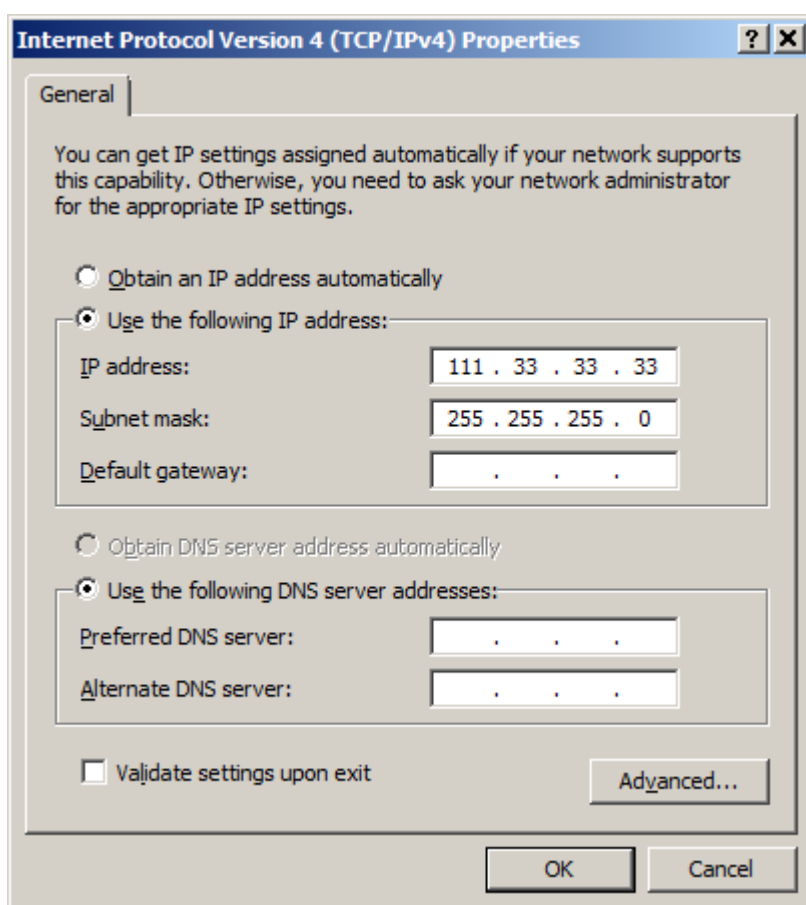 Internet Protocol Version 4 (TCP/IPv4) Properties
General
You can get IP settings assigned automatically if your network supports
this capability. Otherwise, you need to ask your network administrator
for the appropriate IP settings.
Obtain an IP address automatically
Use the following IP address:
IP address: 111 . 33 . 33 . 33
Subnet mask: 255 . 255 . 255 . 0
Default gateway: . . .
Obtain DNS server address automatically
Use the following DNS server addresses:
Preferred DNS server: . . .
Alternate DNS server: . . .
Validate settings upon exit
Advanced...
OK Cancel